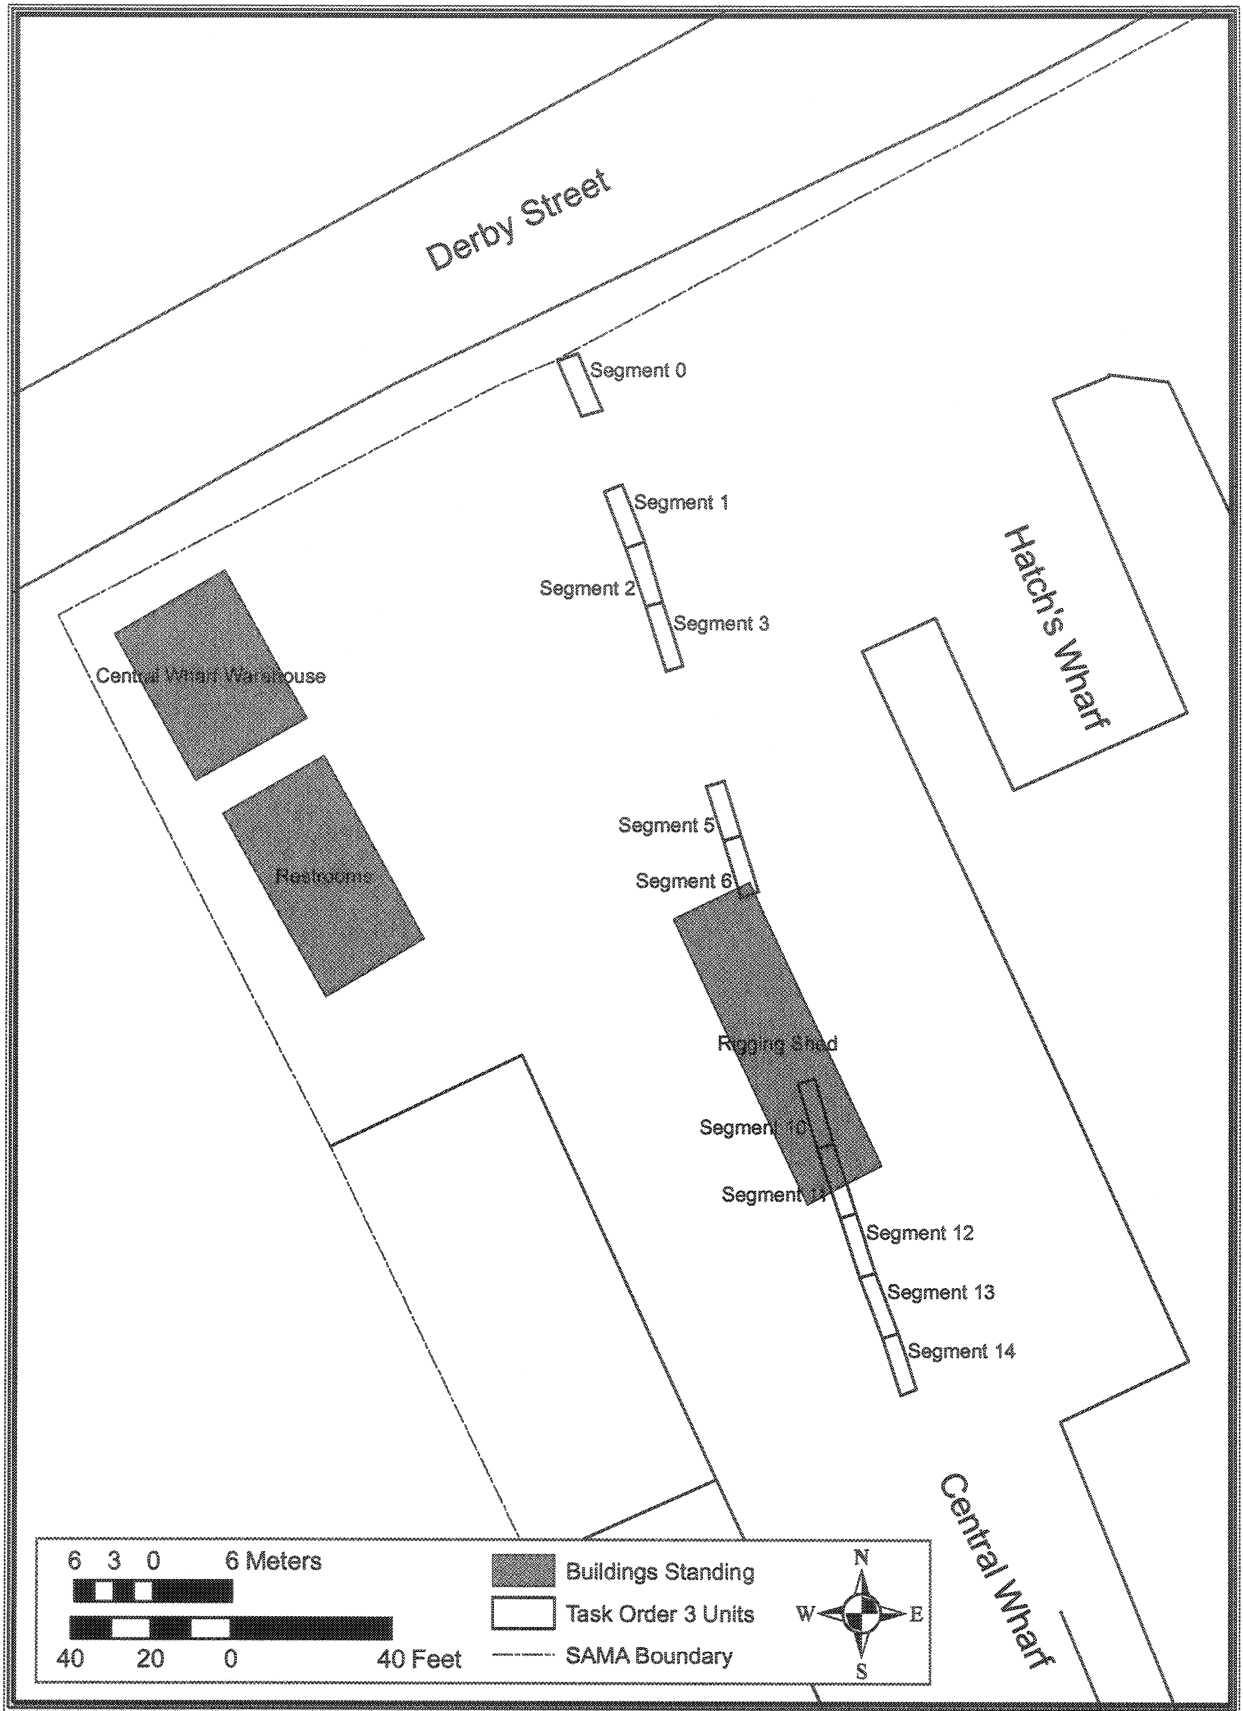 Derby Street
Segment 0
Segment 1
Segment 2
Segment 3
Hatch's Wharf
Central Wharf Warehouse
Restrooms
Segment 5
Segment 6
Rigging Shed
Segment 10
Segment 11
Segment 12
Segment 13
Segment 14
Central Wharf
6 3 0 6 Meters
40 20 0 40 Feet
Buildings Standing
Task Order 3 Units
SAMA Boundary
N
W E
S